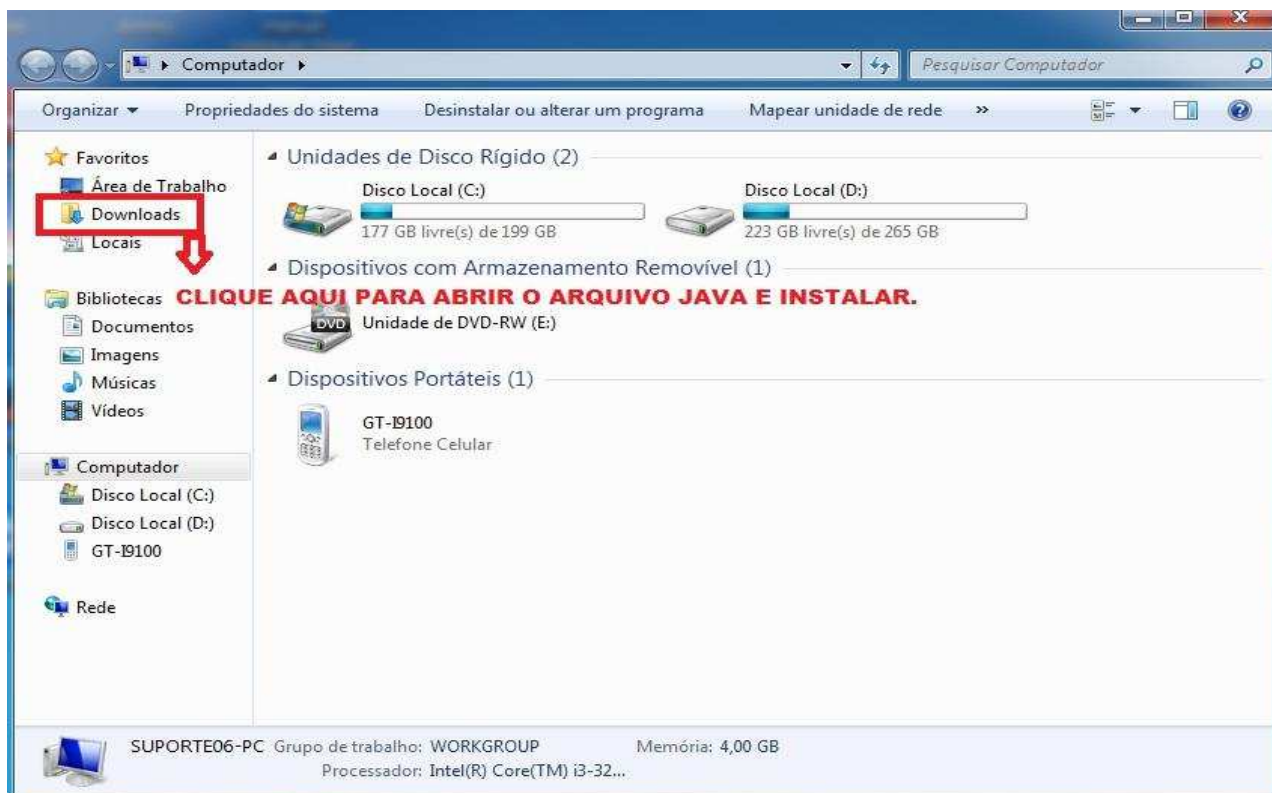 Computador
Pesquisar Computador
Organizar
Propriedades do sistema
Desinstalar ou alterar um programa
Mapear unidade de rede
»
Favoritos
Área de Trabalho
Downloads
Locais
Bibliotecas
Documentos
Imagens
Músicas
Vídeos
Computador
Disco Local (C:)
Disco Local (D:)
GT-I9100
Rede
Unidades de Disco Rígido (2)
Disco Local (C:)
177 GB livre(s) de 199 GB
Disco Local (D:)
223 GB livre(s) de 265 GB
Dispositivos com Armazenamento Removível (1)
CLIQUE AQUI PARA ABRIR O ARQUIVO JAVA E INSTALAR.
DVD
Unidade de DVD-RW (E:)
Dispositivos Portáteis (1)
GT-I9100
Telefone Celular
SUPORTE06-PC Grupo de trabalho: WORKGROUP Memória: 4,00 GB
Processador: Intel(R) Core(TM) i3-32...